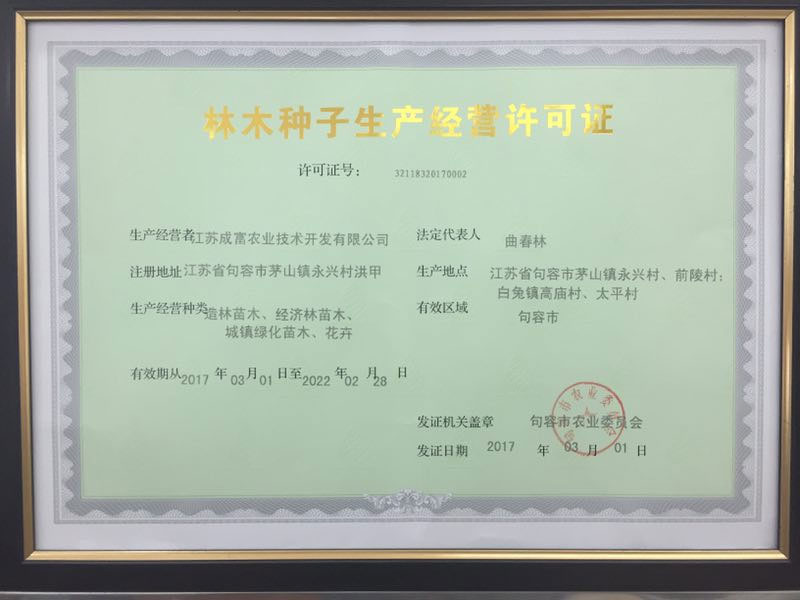 林木种子生产经营许可证
许可证号： 32118320170002
生产经营者 江苏成富农业技术开发有限公司
法定代表人 曲春林
注册地址 江苏省句容市茅山镇永兴村洪甲
生产地点 江苏省句容市茅山镇永兴村、前陵村；
白兔镇高庙村、太平村
生产经营种类 造林苗木、经济林苗木、
城镇绿化苗木、花卉
有效区域 句容市
有效期从 2017 年 03 月 01 日至 2022 年 02 月 28 日
发证机关盖章 句容市农业委员会
发证日期 2017 年 03 月 01 日
句容市农业委员会